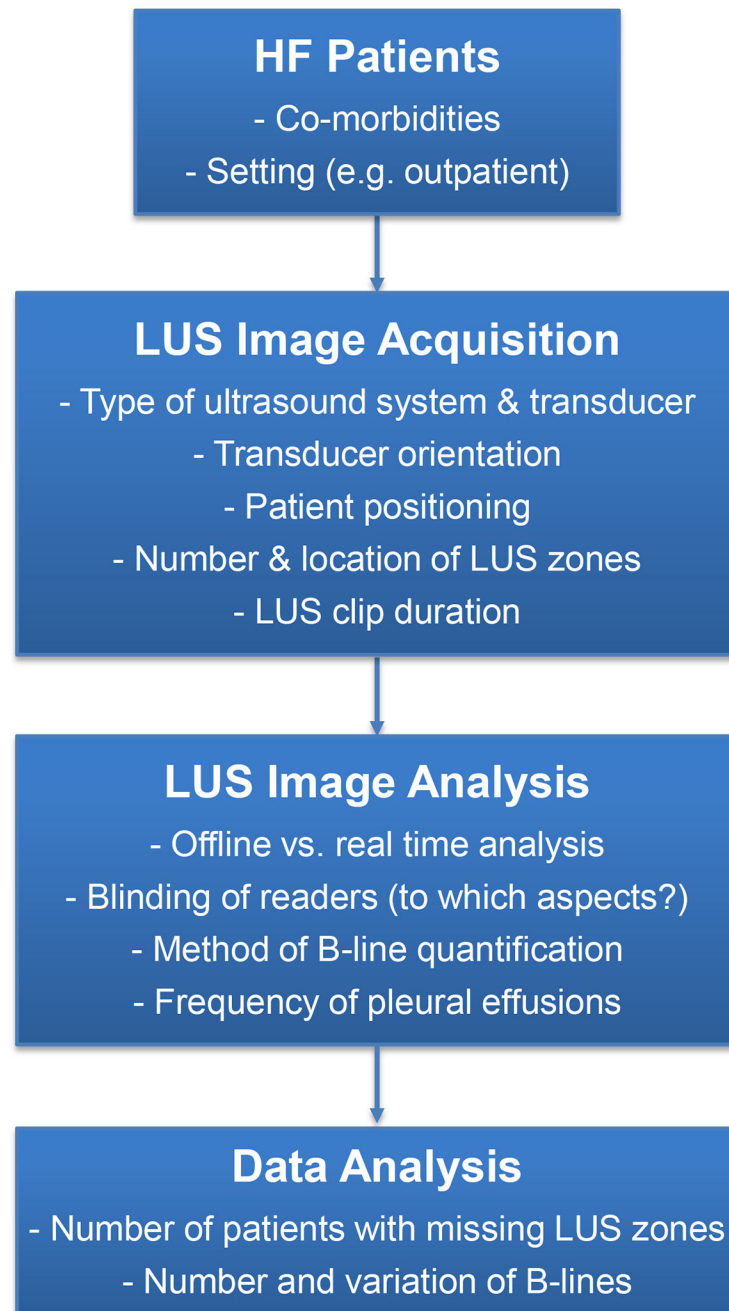 HF Patients
- Co-morbidities
- Setting (e.g. outpatient)
LUS Image Acquisition
- Type of ultrasound system & transducer
- Transducer orientation
- Patient positioning
- Number & location of LUS zones
- LUS clip duration
LUS Image Analysis
- Offline vs. real time analysis
- Blinding of readers (to which aspects?)
- Method of B-line quantification
- Frequency of pleural effusions
Data Analysis
- Number of patients with missing LUS zones
- Number and variation of B-lines